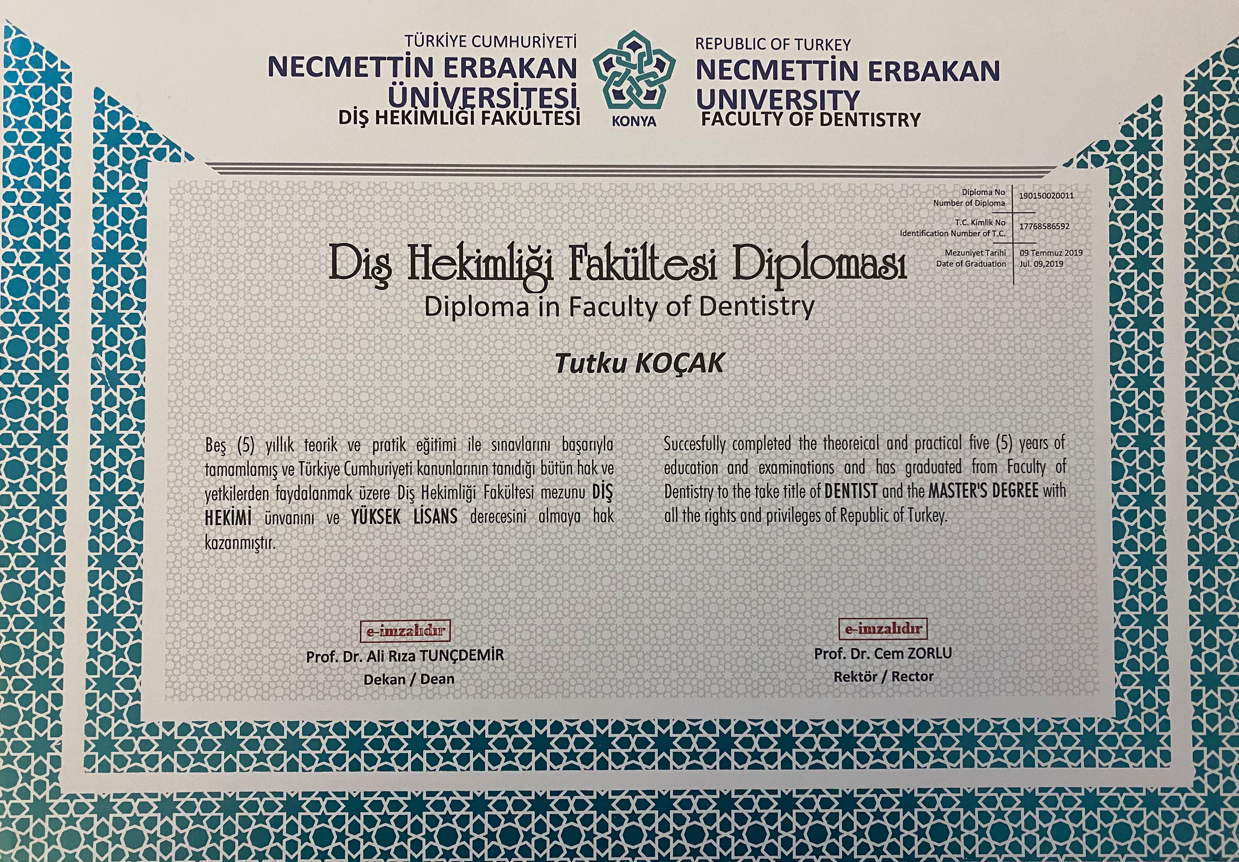 TÜRKİYE CUMHURİYETİ
NECMETTİN ERBAKAN
ÜNİVERSİTESİ
DİŞ HEKİMLİĞİ FAKÜLTESİ
KONYA
REPUBLIC OF TURKEY
NECMETTİN ERBAKAN
UNIVERSITY
FACULTY OF DENTISTRY
Diploma No
Number of Diploma
190150020011
T.C. Kimlik No
Identification Number of T.C.
17768586592
Mezuniyet Tarihi
Date of Graduation
09 Temmuz 2019
Jul. 09,2019
Diş Hekimliği Fakültesi Diploması
Diploma in Faculty of Dentistry
Tutku KOÇAK
Beş (5) yıllık teorik ve pratik eğitimi ile sınavlarını başarıyla
tamamlamış ve Türkiye Cumhuriyeti kanunlarının tanıdığı bütün hak ve
yetkilerden faydalanmak üzere Diş Hekimliği Fakültesi mezunu DİŞ
HEKİMİ ünvanını ve YÜKSEK LİSANS derecesini almaya hak
kazanmıştır.
Succesfully completed the theoreical and practical five (5) years of
education and examinations and has graduated from Faculty of
Dentistry to the take title of DENTIST and the MASTER'S DEGREE with
all the rights and privileges of Republic of Turkey.
e-imzalıdır
Prof. Dr. Ali Rıza TUNÇDEMİR
Dekan / Dean
e-imzalıdır
Prof. Dr. Cem ZORLU
Rektör / Rector